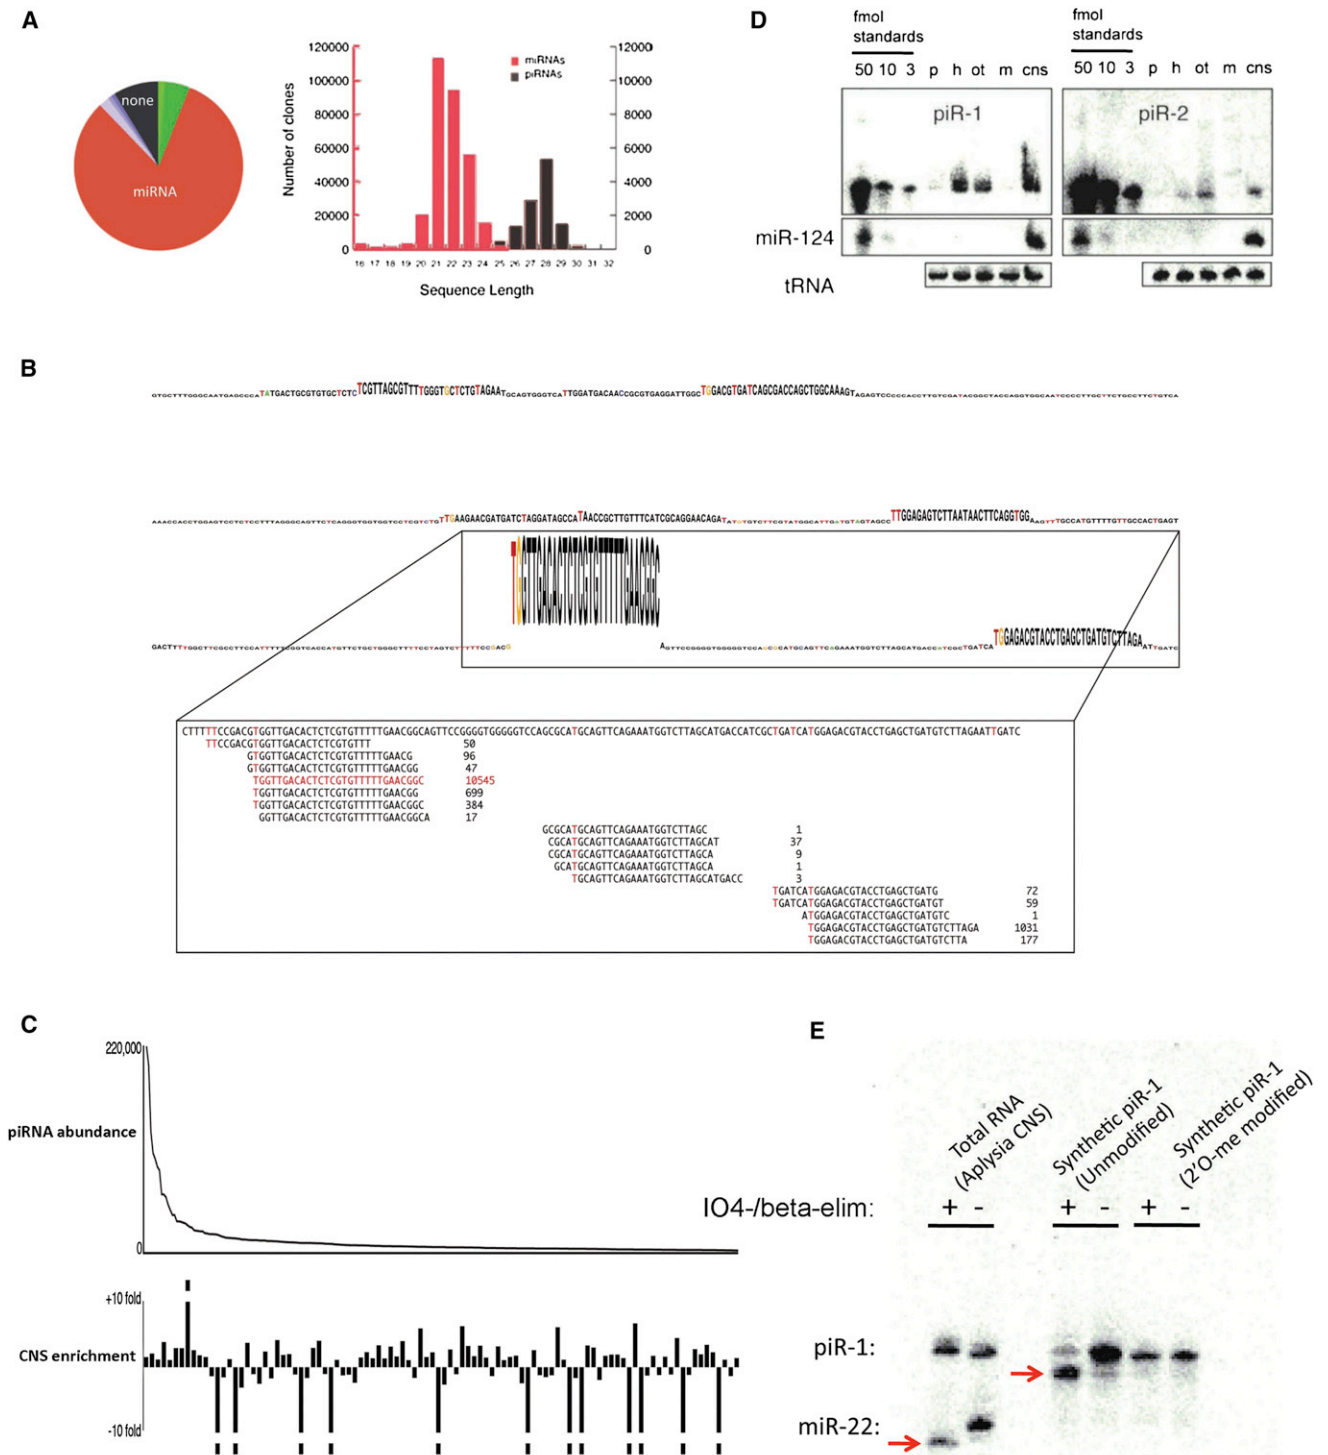 A
none
miRNA
Number of clones
120000
100000
80000
60000
40000
20000
0
miRNAs
piRNAs
12000
10000
8000
6000
4000
2000
0
16 17 18 19 20 21 22 23 24 25 26 27 28 29 30 31 32
Sequence Length
D
fmol
standards
50 10 3 p h ot m cns
piR-1
fmol
standards
50 10 3 p h ot m cns
piR-2
miR-124
tRNA
B
CTTTTTCCGACGTGGTTGACACTCTCGTGTTTTTGAACGGCAGTTCCGGGGTGGGGGTCCAGCGCATGCAGTTCAGAAATGGTCTTAGCATGACCATCGCTGATCATGGAGACGTACCTGAGCTGATGTCTTAGAATTGATC
TTCCGACGTGGTTGACACTCTCGTGTTT 50
GTGGTTGACACTCTCGTGTTTTTGAACG 96
GTGGTTGACACTCTCGTGTTTTTGAACGG 47
TGGTTGACACTCTCGTGTTTTTGAACGGC 10545
TGGTTGACACTCTCGTGTTTTTGAACGG 699
TGGTTGACACTCTCGTGTTTTTGAACGGC 384
GGTTGACACTCTCGTGTTTTTGAACGGCA 17
GCGCATGCAGTTCAGAAATGGTCTTAGC 1
CGCATGCAGTTCAGAAATGGTCTTAGCAT 37
CGCATGCAGTTCAGAAATGGTCTTAGCA 9
GCATGCAGTTCAGAAATGGTCTTAGCA 1
TGCAGTTCAGAAATGGTCTTAGCATGACC 3
TGATCATGGAGACGTACCTGAGCTGATG 72
TGATCATGGAGACGTACCTGAGCTGATGT 59
ATGGAGACGTACCTGAGCTGATGTC 1
TGGAGACGTACCTGAGCTGATGTCTTAGA 1031
TGGAGACGTACCTGAGCTGATGTCTTA 177
C
220,000
piRNA abundance
0
+10 fold
CNS enrichment
-10 fold
E
Total RNA
(Aplysia CNS)
Synthetic piR-1
(Unmodified)
Synthetic piR-1
(2'O-me modified)
IO4-/beta-elim: + - + - + -
piR-1:
miR-22: